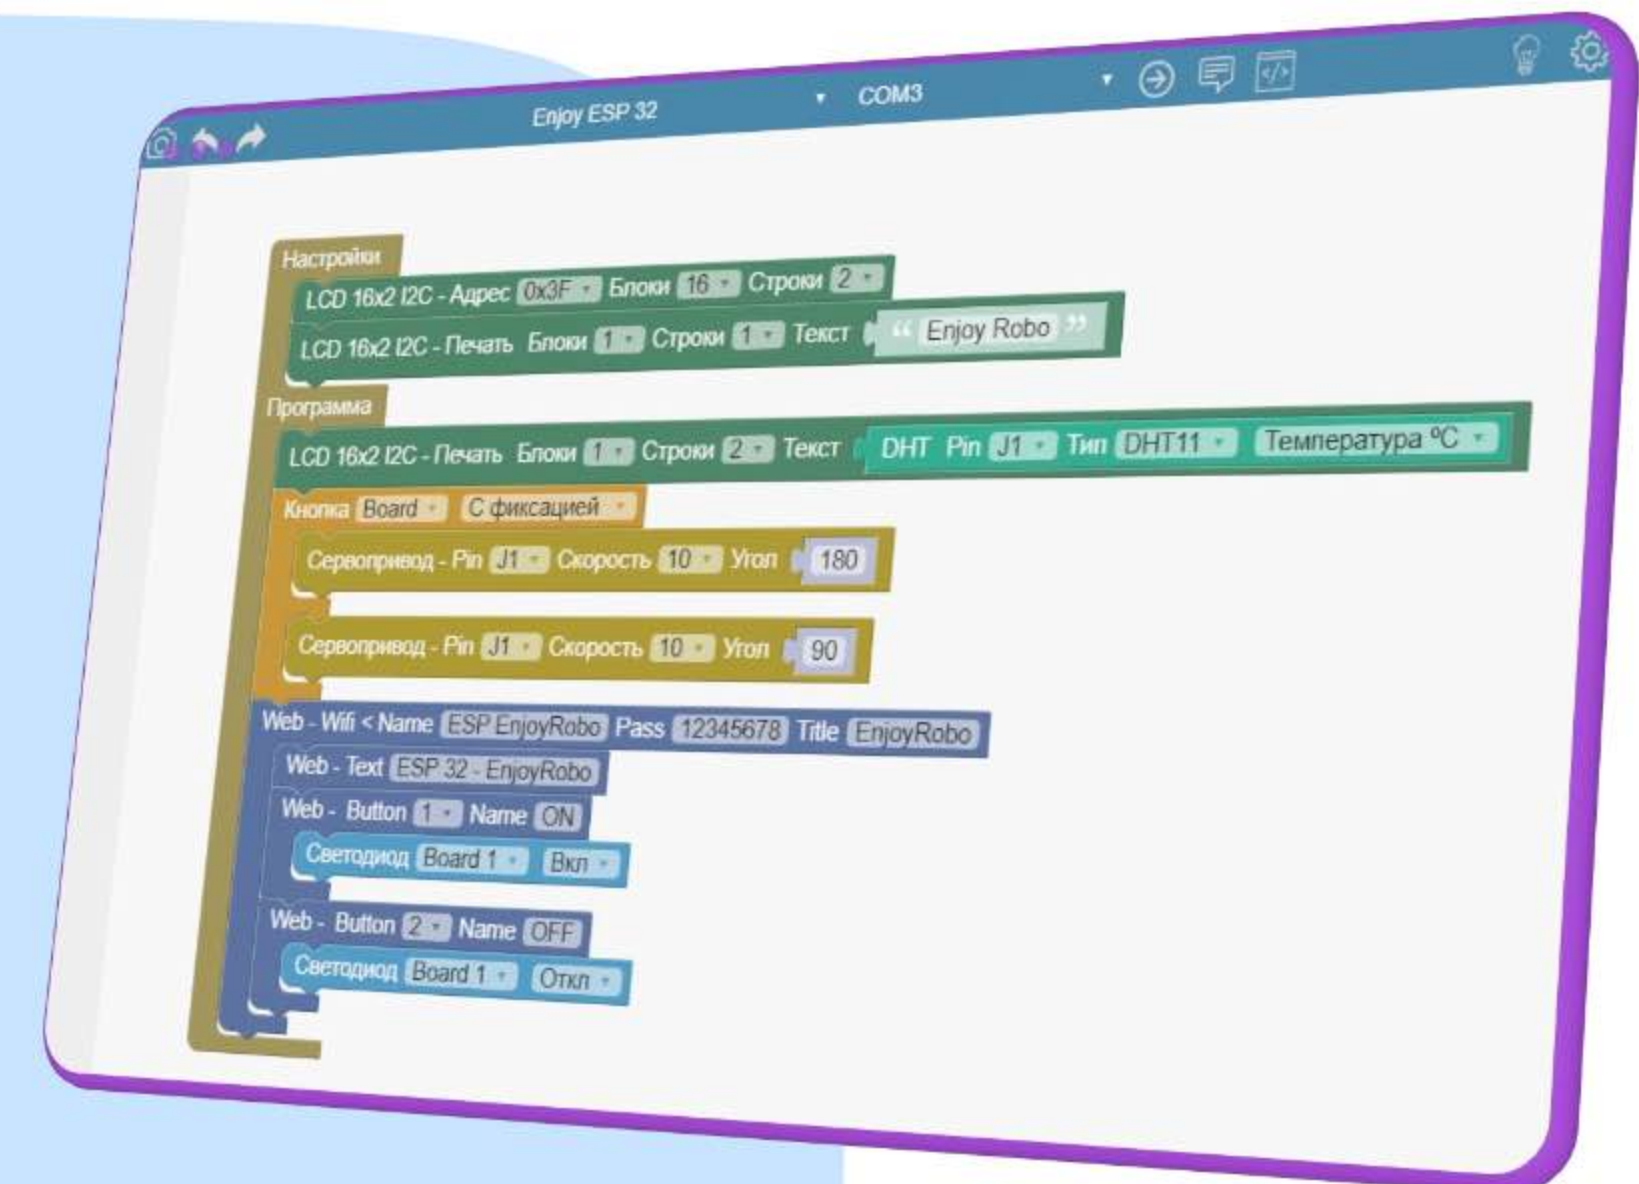 Enjoy ESP 32 COM3
Настройки
LCD 16x2 I2C - Адрес 0x3F Блоки 16 Строки 2
LCD 16x2 I2C - Печать Блоки 1 Строки 1 Текст “ Enjoy Robo ”
Программа
LCD 16x2 I2C - Печать Блоки 1 Строки 2 Текст DHT Pin J1 Тип DHT11 Температура ºC
Кнопка Board С фиксацией
Сервопривод - Pin J1 Скорость 10 Угол 180
Сервопривод - Pin J1 Скорость 10 Угол 90
Web - Wifi < Name ESP EnjoyRobo Pass 12345678 Title EnjoyRobo
Web - Text ESP 32 - EnjoyRobo
Web - Button 1 Name ON
Светодиод Board 1 Вкл
Web - Button 2 Name OFF
Светодиод Board 1 Откл